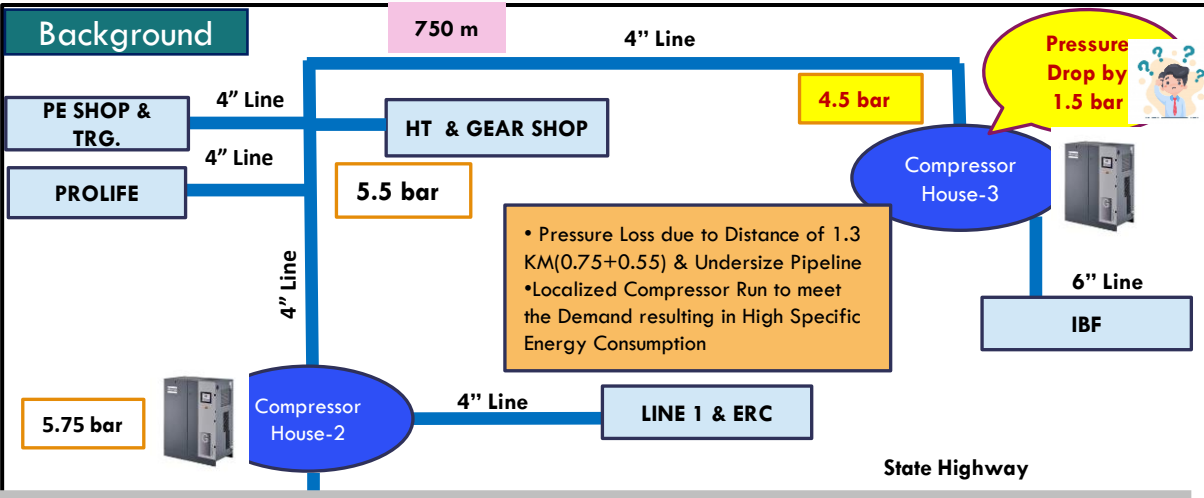 Background
750 m
4” Line
Pressure
Drop by
1.5 bar
4.5 bar
4” Line
PE SHOP &
TRG.
HT & GEAR SHOP
4” Line
PROLIFE
5.5 bar
Compressor
House-3
• Pressure Loss due to Distance of 1.3
KM(0.75+0.55) & Undersize Pipeline
•Localized Compressor Run to meet
the Demand resulting in High Specific
Energy Consumption
4” Line
6” Line
IBF
Compressor
House-2
5.75 bar
4” Line
LINE 1 & ERC
State Highway